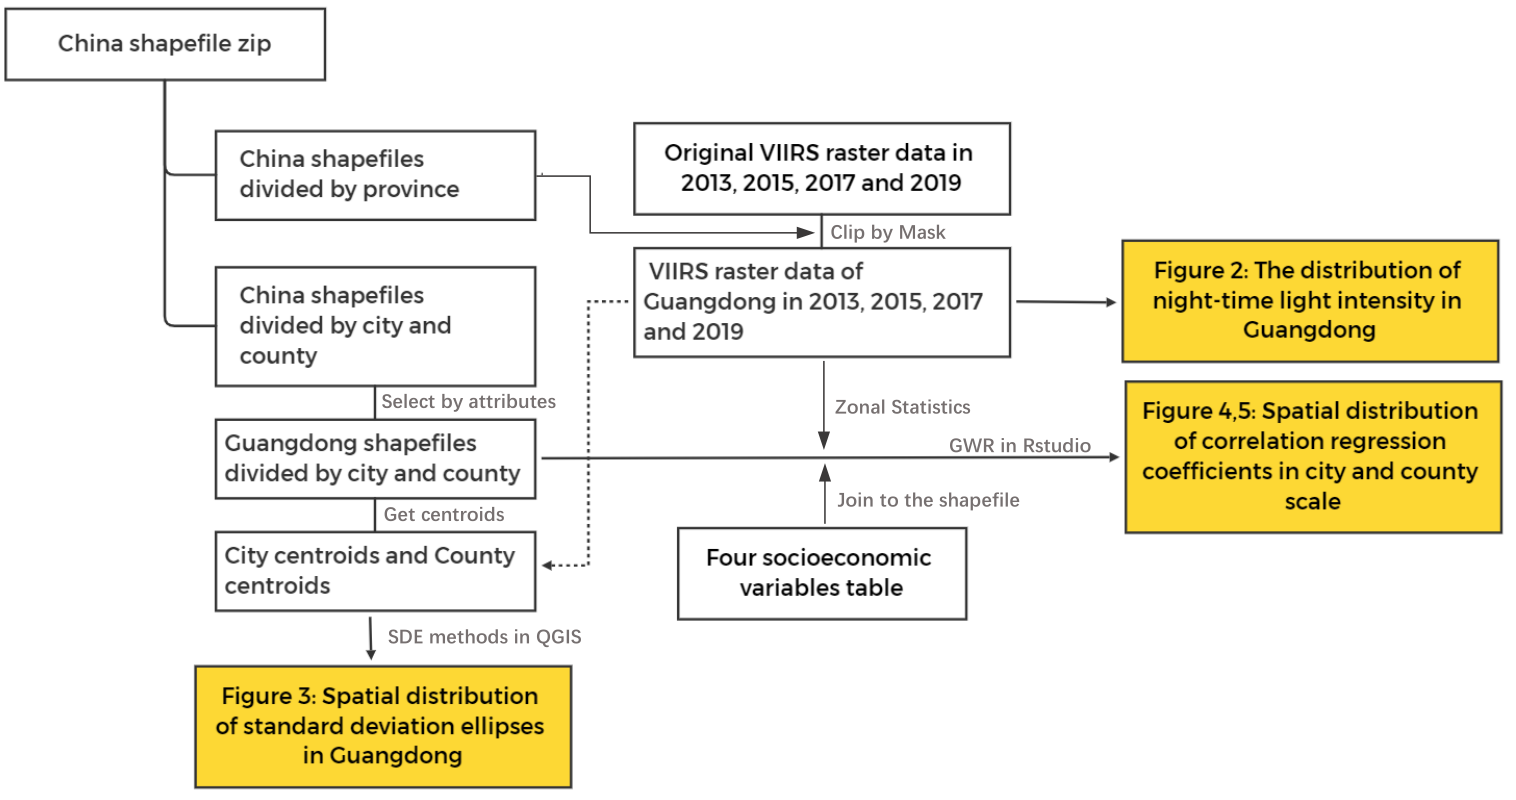 China shapefile zip
China shapefiles
divided by province
Original VIIRS raster data in
2013, 2015, 2017 and 2019
Clip by Mask
China shapefiles
divided by city and
county
VIIRS raster data of
Guangdong in 2013, 2015, 2017
and 2019
Figure 2: The distribution of
night-time light intensity in
Guangdong
Select by attributes
Zonal Statistics
Guangdong shapefiles
divided by city and county
GWR in Rstudio
Figure 4,5: Spatial distribution
of correlation regression
coefficients in city and county
scale
Get centroids
Join to the shapefile
City centroids and County
centroids
Four socioeconomic
variables table
SDE methods in QGIS
Figure 3: Spatial distribution
of standard deviation ellipses
in Guangdong